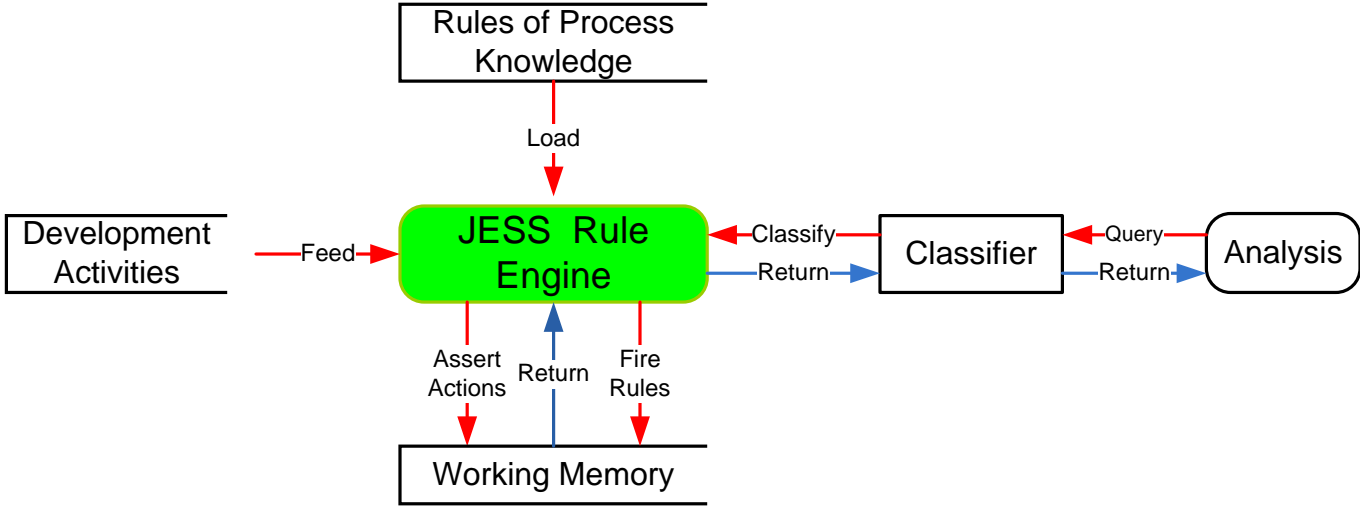 Rules of Process
Knowledge
Load
Development
Activities
Feed
JESS Rule
Engine
Classify
Return
Classifier
Query
Return
Analysis
Assert
Actions
Return
Fire
Rules
Working Memory